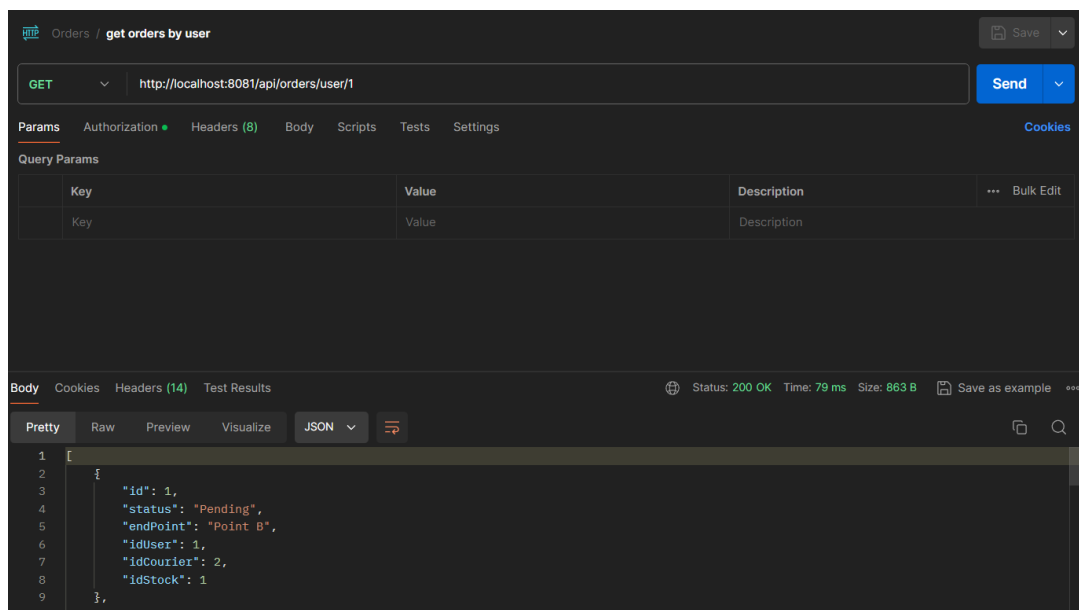 HTTP Orders / get orders by user Save
GET http://localhost:8081/api/orders/user/1 Send
Params Authorization Headers (8) Body Scripts Tests Settings Cookies
Query Params
Key Value Description ••• Bulk Edit
Key Value Description
Body Cookies Headers (14) Test Results Status: 200 OK Time: 79 ms Size: 863 B Save as example
Pretty Raw Preview Visualize JSON
1 [
2 {
3 "id": 1,
4 "status": "Pending",
5 "endPoint": "Point B",
6 "idUser": 1,
7 "idCourier": 2,
8 "idStock": 1
9 },